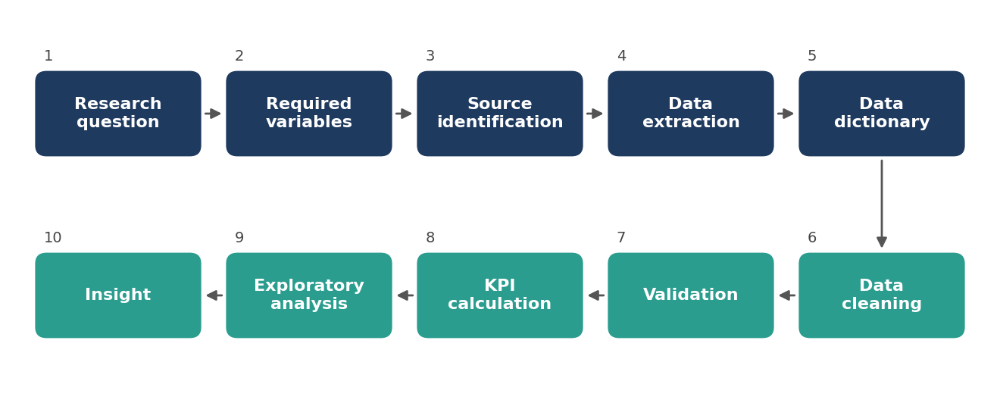 1
Research
question
2
Required
variables
3
Source
identification
4
Data
extraction
5
Data
dictionary
6
Data
cleaning
7
Validation
8
KPI
calculation
9
Exploratory
analysis
10
Insight